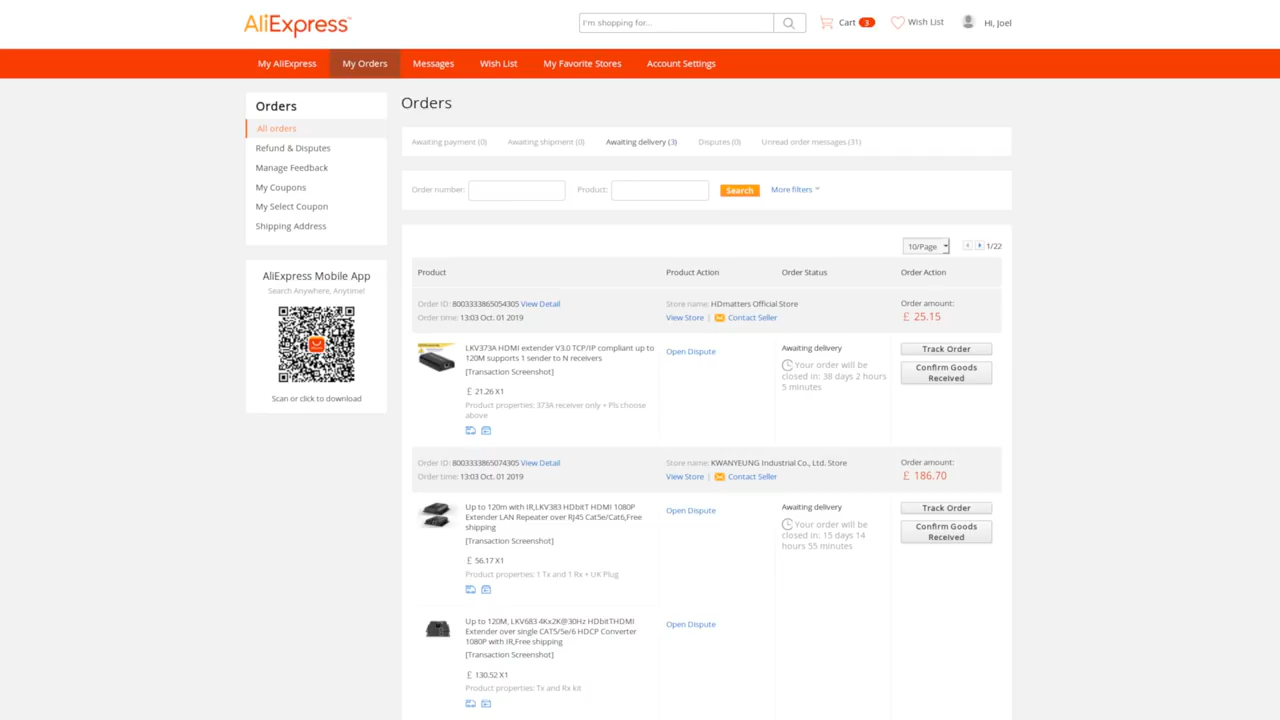 AliExpress™
I'm shopping for...
Cart 3
Wish List
Hi, Joel
My AliExpress
My Orders
Messages
Wish List
My Favorite Stores
Account Settings
Orders
All orders
Refund & Disputes
Manage Feedback
My Coupons
My Select Coupon
Shipping Address
AliExpress Mobile App
Search Anywhere, Anytime!
Scan or click to download
Orders
Awaiting payment (0)
Awaiting shipment (0)
Awaiting delivery (3)
Disputes (0)
Unread order messages (31)
Order number:
Product:
Search
More filters
10/Page
1/22
Product
Product Action
Order Status
Order Action
Order ID: 8003333865054305 View Detail
Order time: 13:03 Oct. 01 2019
Store name: HDmatters Official Store
View Store | Contact Seller
Order amount:
£ 25.15
LKV373A HDMI extender V3.0 TCP/IP compliant up to
120M supports 1 sender to N receivers
[Transaction Screenshot]
£ 21.26 X1
Product properties: 373A receiver only + Pls choose
above
Open Dispute
Awaiting delivery
Your order will be
closed in: 38 days 2 hours
5 minutes
Track Order
Confirm Goods
Received
Order ID: 8003333865074305 View Detail
Order time: 13:03 Oct. 01 2019
Store name: KWANYEUNG Industrial Co., Ltd. Store
View Store | Contact Seller
Order amount:
£ 186.70
Up to 120m with IR,LKV383 HDbitT HDMI 1080P
Extender LAN Repeater over RJ45 Cat5e/Cat6,Free
shipping
[Transaction Screenshot]
£ 56.17 X1
Product properties: 1 Tx and 1 Rx + UK Plug
Open Dispute
Awaiting delivery
Your order will be
closed in: 15 days 14
hours 55 minutes
Track Order
Confirm Goods
Received
Up to 120M, LKV683 4Kx2K@30Hz HDbitTHDMI
Extender over single CAT5/5e/6 HDCP Converter
1080P with IR,Free shipping
[Transaction Screenshot]
£ 130.52 X1
Product properties: Tx and Rx kit
Open Dispute